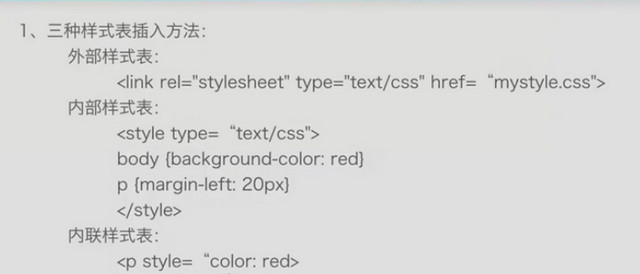 1、三种样式表插入方法:
外部样式表:
<link rel="stylesheet" type="text/css" href=“mystyle.css">
内部样式表:
<style type=“text/css">
body {background-color: red}
p {margin-left: 20px}
</style>
内联样式表:
<p style=“color: red>